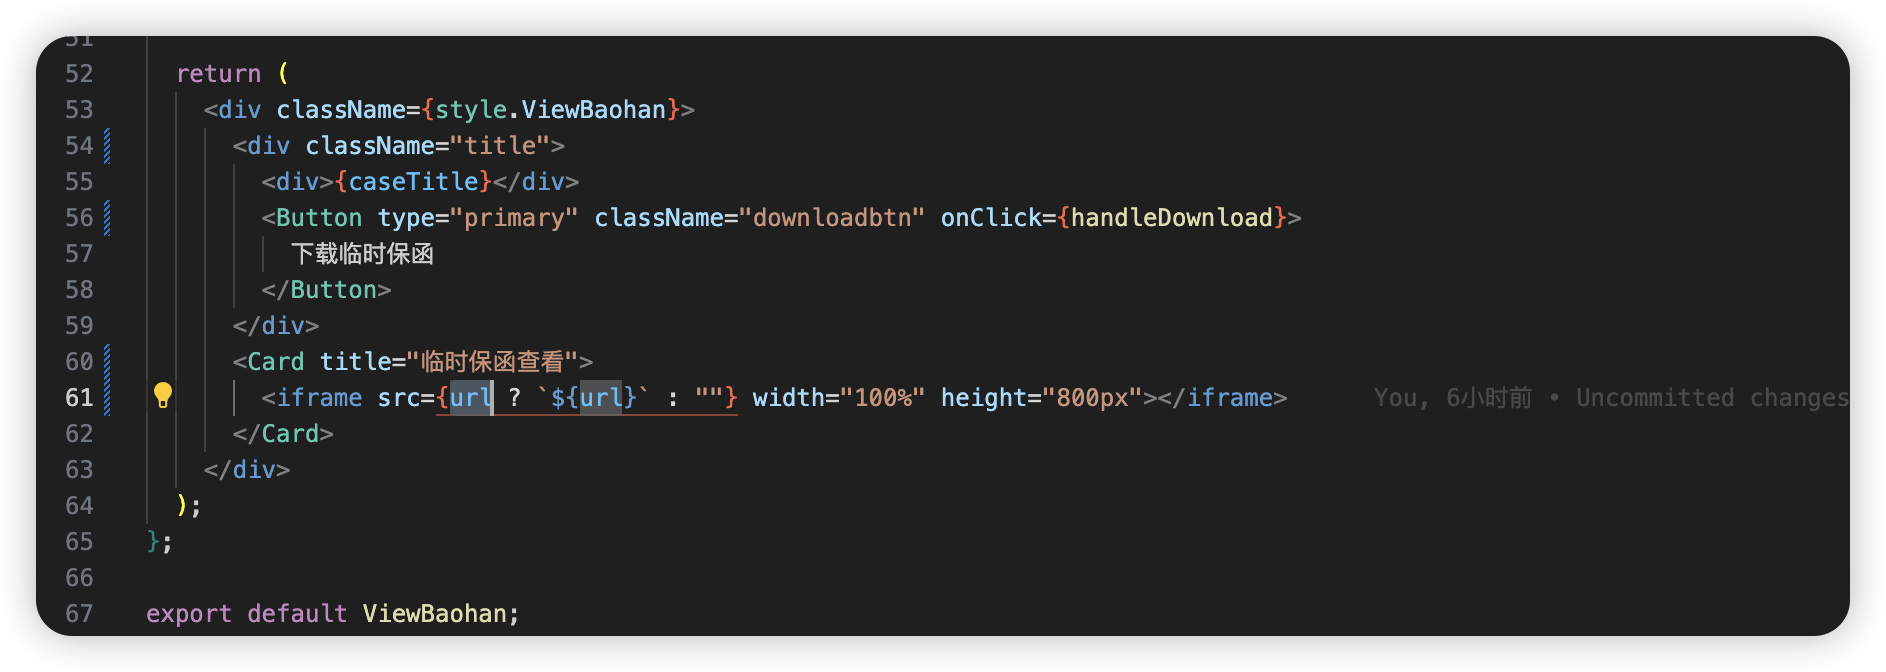 51
52 return (
53 <div className={style.ViewBaohan}>
54 <div className="title">
55 <div>{caseTitle}</div>
56 <Button type="primary" className="downloadbtn" onClick={handleDownload}>
57 下载临时保函
58 </Button>
59 </div>
60 <Card title="临时保函查看">
61 <iframe src={url ? `${url}` : ""} width="100%" height="800px"></iframe> You, 6小时前 • Uncommitted changes
62 </Card>
63 </div>
64 );
65 };
66
67 export default ViewBaohan;